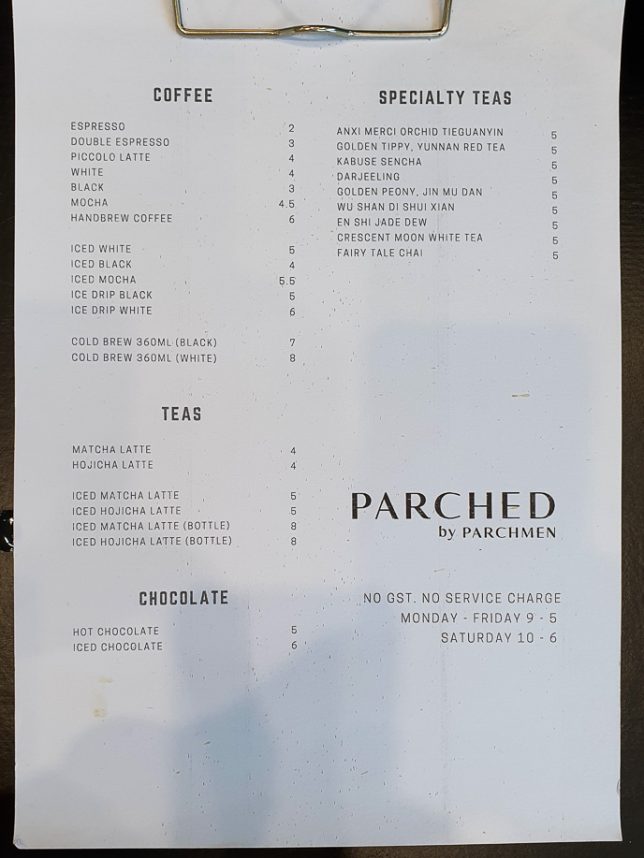 COFFEE
ESPRESSO 2
DOUBLE ESPRESSO 3
PICCOLO LATTE 4
WHITE 4
BLACK 3
MOCHA 4.5
HANDBREW COFFEE 6
ICED WHITE 5
ICED BLACK 4
ICED MOCHA 5.5
ICE DRIP BLACK 5
ICE DRIP WHITE 6
COLD BREW 360ML (BLACK) 7
COLD BREW 360ML (WHITE) 8
TEAS
MATCHA LATTE 4
HOJICHA LATTE 4
ICED MATCHA LATTE 5
ICED HOJICHA LATTE 5
ICED MATCHA LATTE (BOTTLE) 8
ICED HOJICHA LATTE (BOTTLE) 8
CHOCOLATE
HOT CHOCOLATE 5
ICED CHOCOLATE 6
SPECIALTY TEAS
ANXI MERCI ORCHID TIEGUANYIN 5
GOLDEN TIPPY, YUNNAN RED TEA 5
KABUSE SENCHA 5
DARJEELING 5
GOLDEN PEONY, JIN MU DAN 5
WU SHAN DI SHUI XIAN 5
EN SHI JADE DEW 5
CRESCENT MOON WHITE TEA 5
FAIRY TALE CHAI 5
PARCHED
by PARCHMEN
NO GST. NO SERVICE CHARGE
MONDAY - FRIDAY 9 - 5
SATURDAY 10 - 6